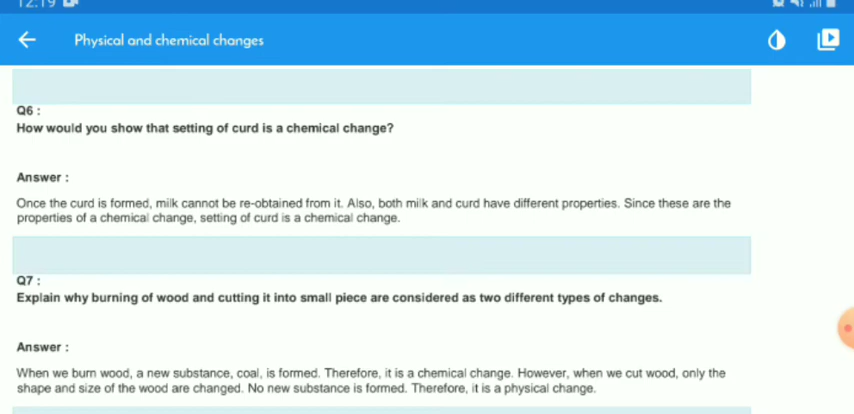 12:19
Physical and chemical changes
Q6 :
How would you show that setting of curd is a chemical change?
Answer :
Once the curd is formed, milk cannot be re-obtained from it. Also, both milk and curd have different properties. Since these are the
properties of a chemical change, setting of curd is a chemical change.
Q7 :
Explain why burning of wood and cutting it into small piece are considered as two different types of changes.
Answer :
When we burn wood, a new substance, coal, is formed. Therefore, it is a chemical change. However, when we cut wood, only the
shape and size of the wood are changed. No new substance is formed. Therefore, it is a physical change.